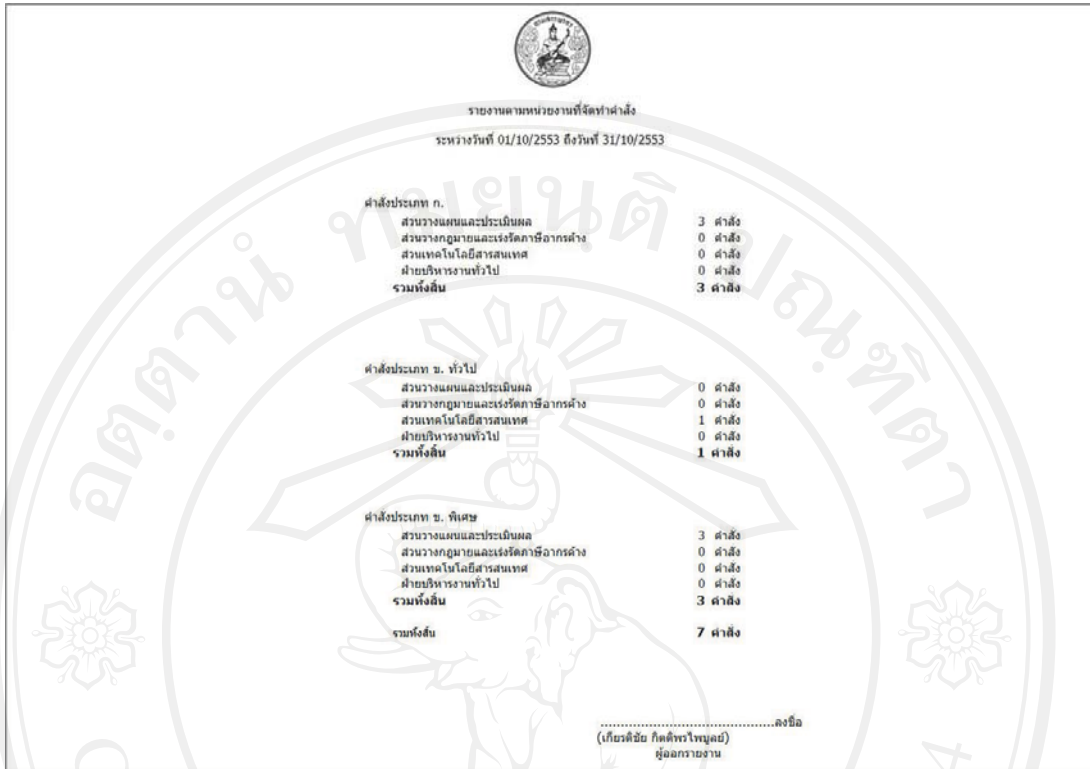 รายงานตามหน่วยงานที่จัดทำคำสั่ง
ระหว่างวันที่ 01/10/2553 ถึงวันที่ 31/10/2553
คำสั่งประเภท ก.
ส่วนวางแผนและประเมินผล 3 คำสั่ง
ส่วนวางกฎมายและเร่งรัดภาษีอากรค้าง 0 คำสั่ง
ส่วนเทคโนโลยีสารสนเทศ 0 คำสั่ง
ฝ่ายบริหารงานทั่วไป 0 คำสั่ง
รวมทั้งสิ้น 3 คำสั่ง
คำสั่งประเภท ข. ทั่วไป
ส่วนวางแผนและประเมินผล 0 คำสั่ง
ส่วนวางกฎมายและเร่งรัดภาษีอากรค้าง 0 คำสั่ง
ส่วนเทคโนโลยีสารสนเทศ 1 คำสั่ง
ฝ่ายบริหารงานทั่วไป 0 คำสั่ง
รวมทั้งสิ้น 1 คำสั่ง
คำสั่งประเภท ข. พิเศษ
ส่วนวางแผนและประเมินผล 3 คำสั่ง
ส่วนวางกฎมายและเร่งรัดภาษีอากรค้าง 0 คำสั่ง
ส่วนเทคโนโลยีสารสนเทศ 0 คำสั่ง
ฝ่ายบริหารงานทั่วไป 0 คำสั่ง
รวมทั้งสิ้น 3 คำสั่ง
รวมทั้งสิ้น 7 คำสั่ง
...........................................ลงชื่อ
(เกียรติชัย กิตติพรไพบูลย์)
ผู้ออกรายงาน
อตฺตานํ ทมยนฺติ ปณฺฑิตา